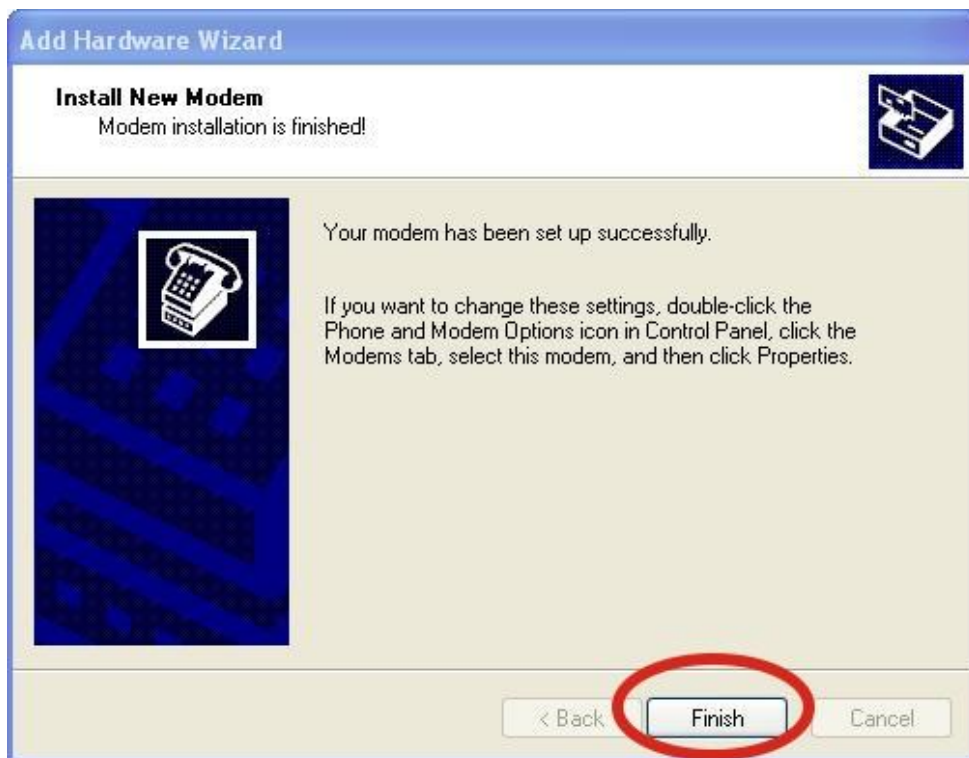 Add Hardware Wizard
Install New Modem
Modem installation is finished!
Your modem has been set up successfully.
If you want to change these settings, double-click the
Phone and Modem Options icon in Control Panel, click the
Modems tab, select this modem, and then click Properties.
< Back
Finish
Cancel